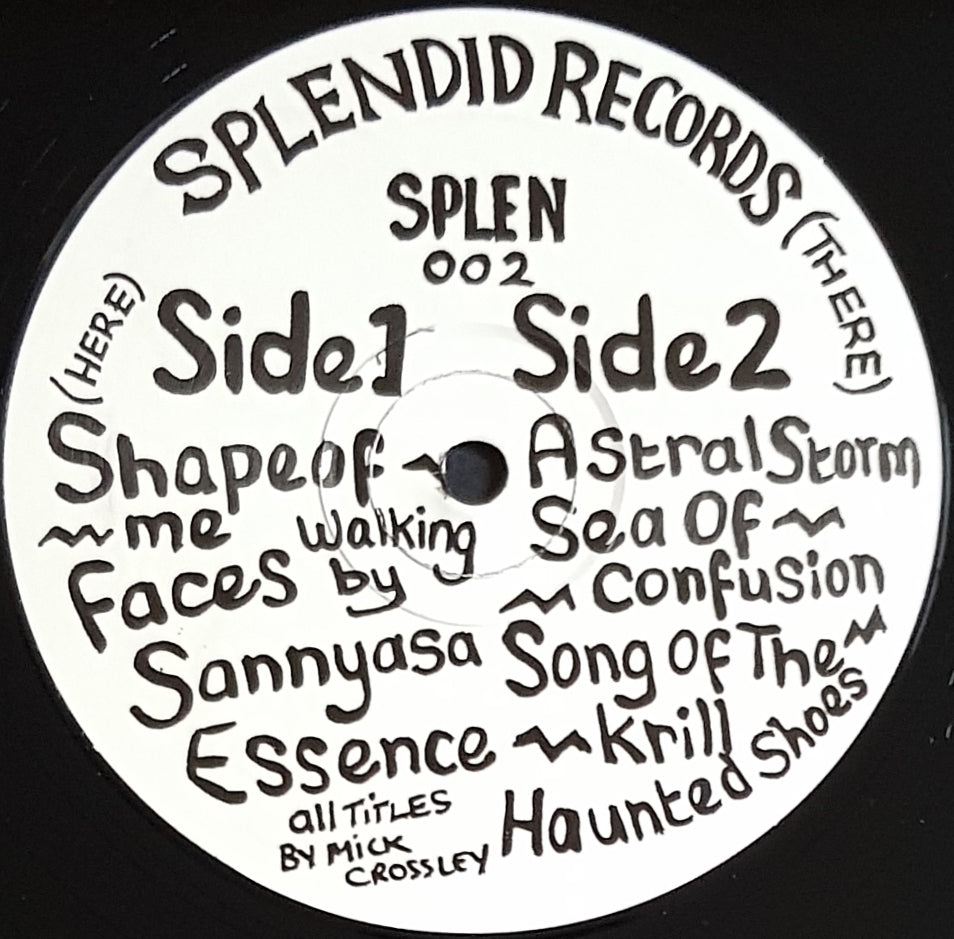 SPLENDID RECORDS
SPLEN
002
(HERE)
(THERE)
Side 1
Shape of ~
~ me
Walking
Faces by
Sannyasa
Essence
all TiTLES
BY MiCK
CROSSLEY
Side 2
Astral Storm
Sea Of ~
~ Confusion
Song Of The ~
~ Krill
Haunted Shoes